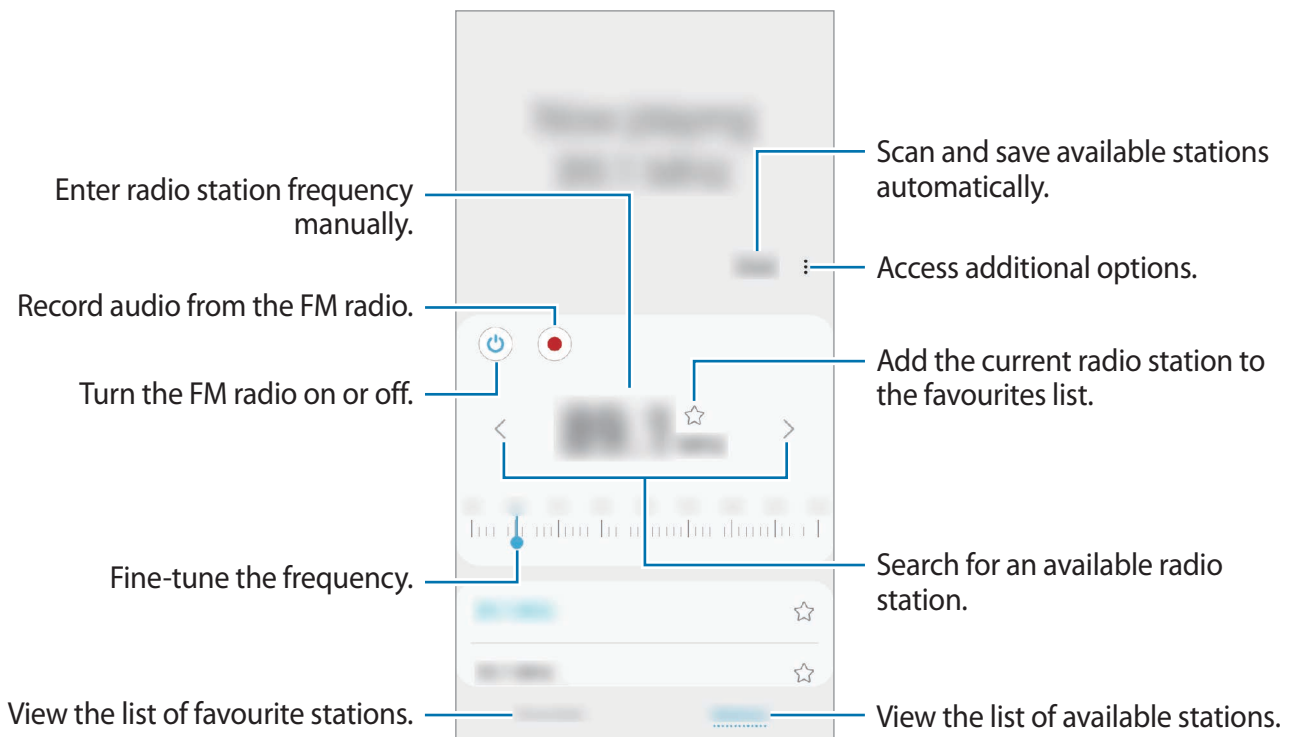 Scan and save available stations
automatically.
Enter radio station frequency
manually.
Access additional options.
Record audio from the FM radio.
Add the current radio station to
the favourites list.
Turn the FM radio on or off.
Search for an available radio
station.
Fine-tune the frequency.
View the list of favourite stations.
View the list of available stations.